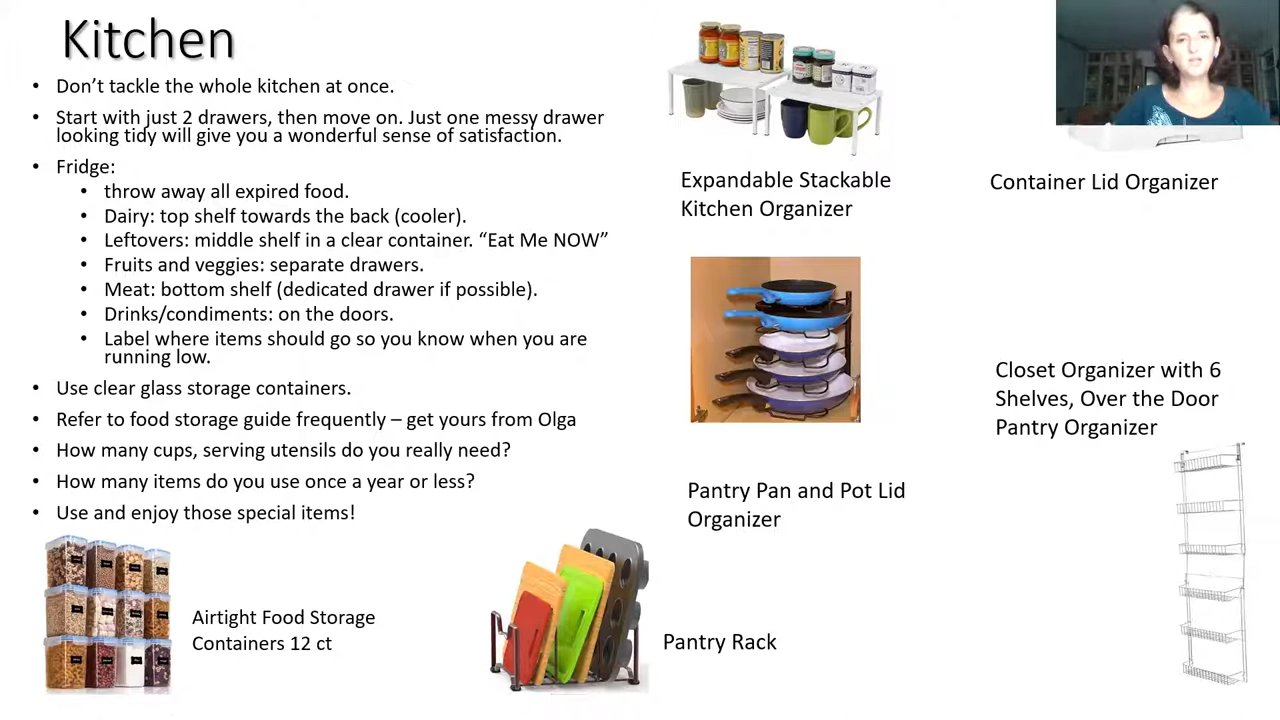 Kitchen
• Don’t tackle the whole kitchen at once.
• Start with just 2 drawers, then move on. Just one messy drawer
looking tidy will give you a wonderful sense of satisfaction.
• Fridge:
• throw away all expired food.
• Dairy: top shelf towards the back (cooler).
• Leftovers: middle shelf in a clear container. “Eat Me NOW”
• Fruits and veggies: separate drawers.
• Meat: bottom shelf (dedicated drawer if possible).
• Drinks/condiments: on the doors.
• Label where items should go so you know when you are
running low.
• Use clear glass storage containers.
• Refer to food storage guide frequently – get yours from Olga
• How many cups, serving utensils do you really need?
• How many items do you use once a year or less?
• Use and enjoy those special items!
Airtight Food Storage
Containers 12 ct
Pantry Rack
Expandable Stackable
Kitchen Organizer
Pantry Pan and Pot Lid
Organizer
Container Lid Organizer
Closet Organizer with 6
Shelves, Over the Door
Pantry Organizer